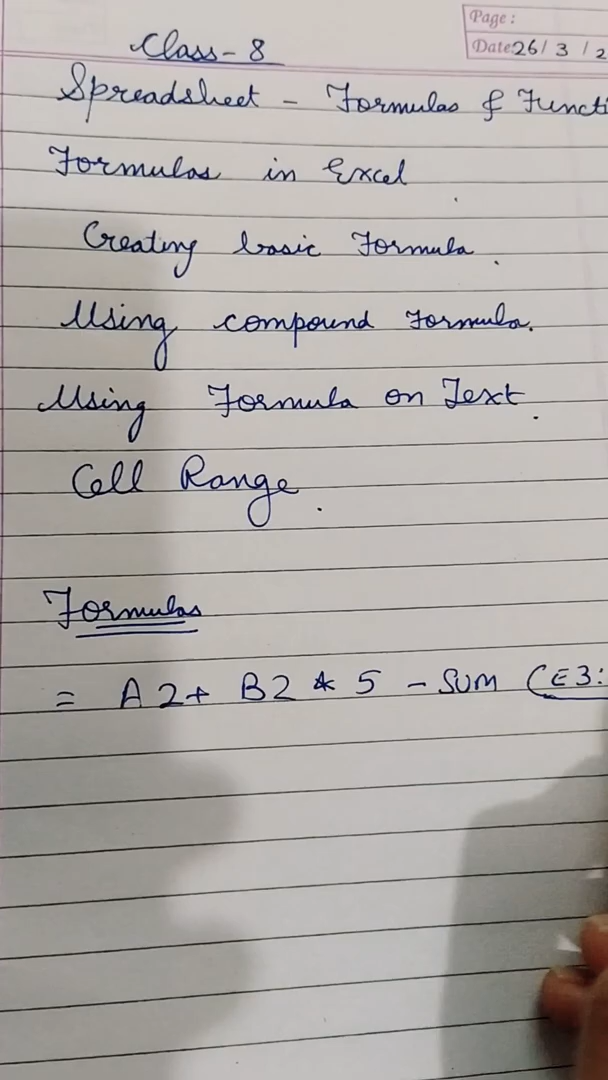 Page:
Date 26/3/2
Class-8
Spreadsheet - Formulas & Functi
Formulas in Excel
Creating basic Formula.
Using compound Formula.
Using Formula on Text.
Cell Range.
Formulas
= A2+ B2 * 5 - SUM (E3: